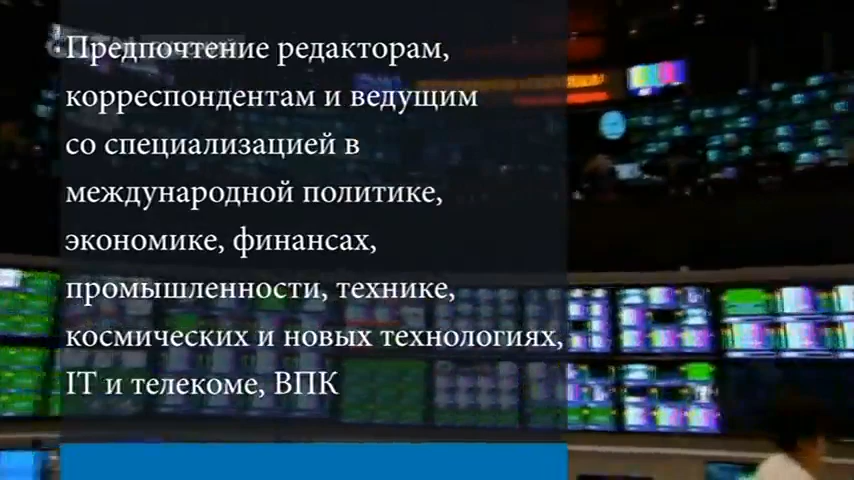 Предпочтение редакторам,
корреспондентам и ведущим
со специализацией в
международной политике,
экономике, финансах,
промышленности, технике,
космических и новых технологиях,
IT и телекоме, ВПК